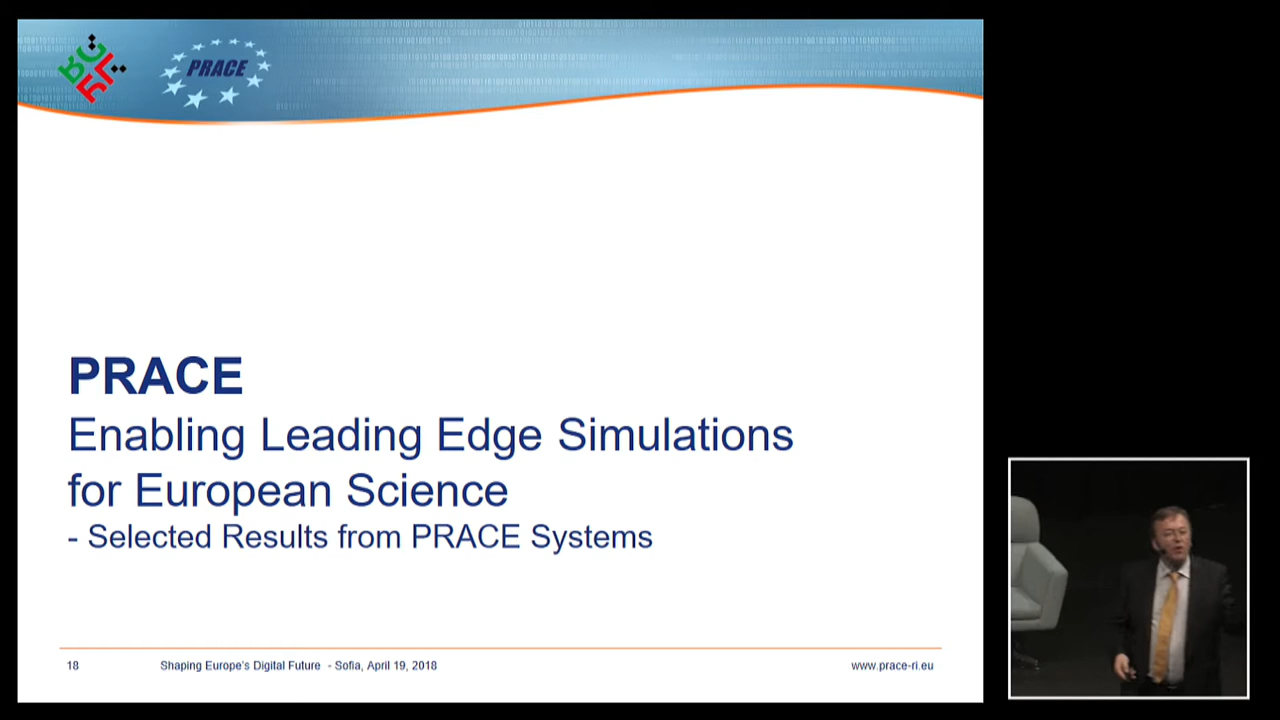 PRACE
PRACE
Enabling Leading Edge Simulations
for European Science
- Selected Results from PRACE Systems
18 Shaping Europe's Digital Future - Sofia, April 19, 2018 www.prace-ri.eu